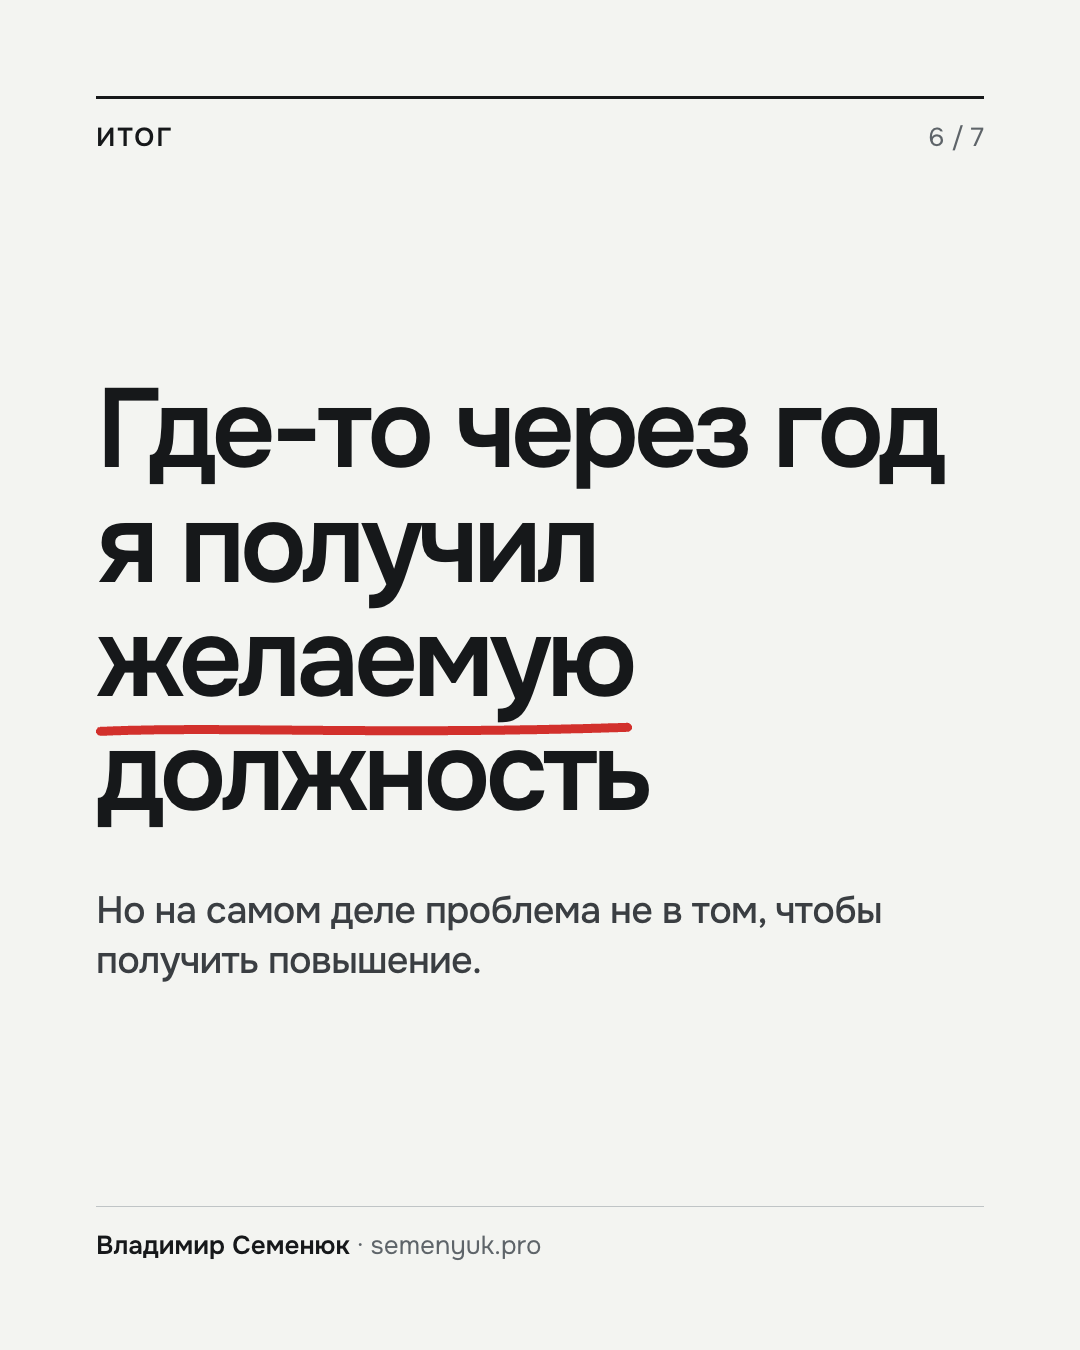 ИТОГ
6 / 7
Где-то через год
я получил
желаемую
должность
Но на самом деле проблема не в том, чтобы
получить повышение.
Владимир Семенюк · semenyuk.pro